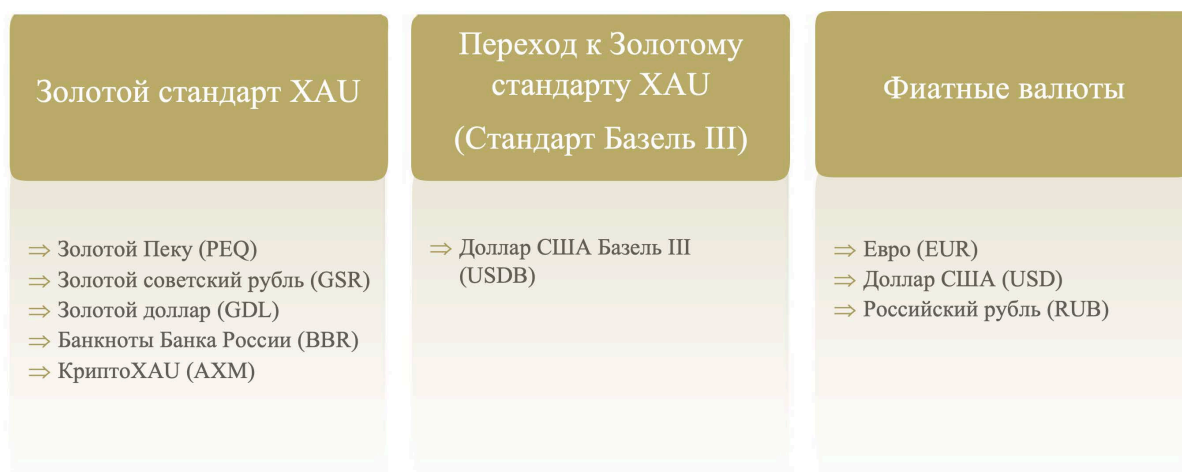 Золотой стандарт XAU
Переход к Золотому
стандарту XAU
(Стандарт Базель III)
Фиатные валюты
⇒ Золотой Пеку (PEQ)
⇒ Золотой советский рубль (GSR)
⇒ Золотой доллар (GDL)
⇒ Банкноты Банка России (BBR)
⇒ КриптоXAU (AXM)
⇒ Доллар США Базель III
(USDB)
⇒ Евро (EUR)
⇒ Доллар США (USD)
⇒ Российский рубль (RUB)